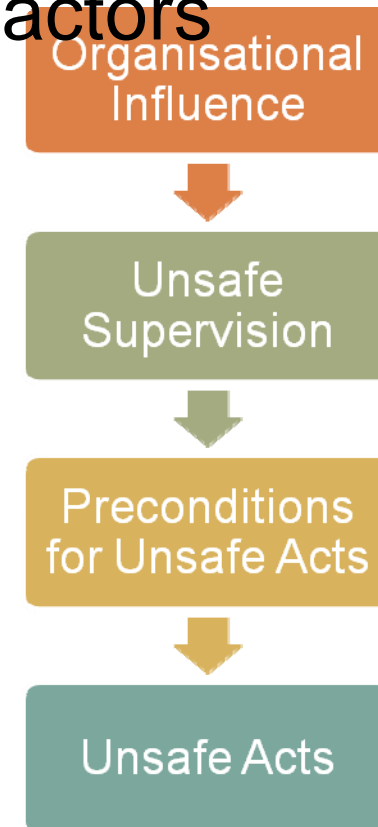 actors
Organisational
Influence
Unsafe
Supervision
Preconditions
for Unsafe Acts
Unsafe Acts